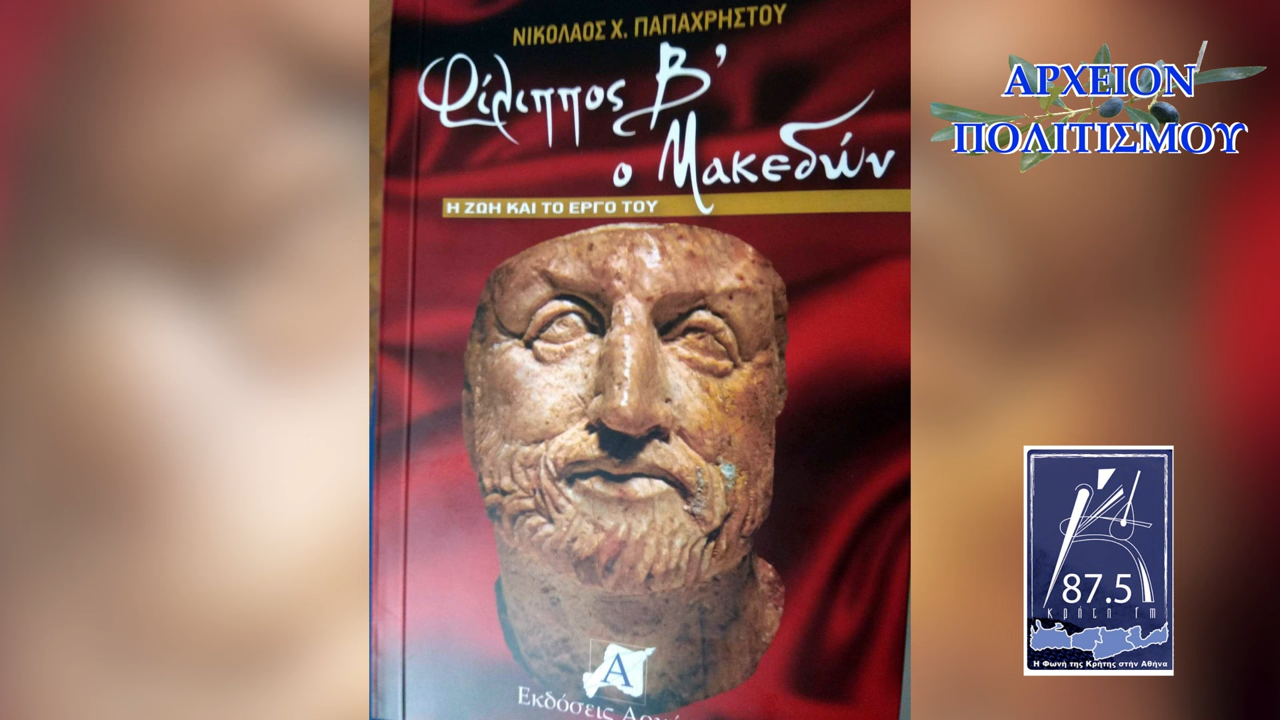 ΝΙΚΟΛΑΟΣ Χ. ΠΑΠΑΧΡΗΣΤΟΥ
Φίλιππος Β'
ο Μακεδών
Η ΖΩΗ ΚΑΙ ΤΟ ΕΡΓΟ ΤΟΥ
Α
Εκδόσεις
ΑΡΧΕΙΟΝ
ΠΟΛΙΤΙΣΜΟΥ
87.5
κρήτη fm
Η Φωνή της Κρήτης στήν Αθήνα